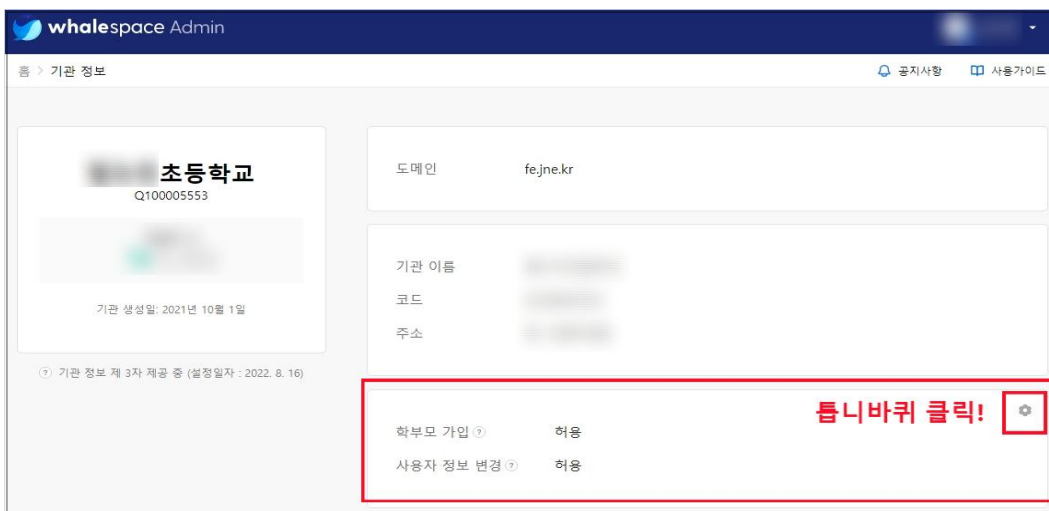 whalespace Admin
홈 > 기관 정보
공지사항
사용가이드
초등학교
Q100005553
기관 생성일: 2021년 10월 1일
? 기관 정보 제 3자 제공 중 (설정일자 : 2022. 8. 16)
도메인 fe.jne.kr
기관 이름
코드
주소
톱니바퀴 클릭!
학부모 가입 ? 허용
사용자 정보 변경 ? 허용